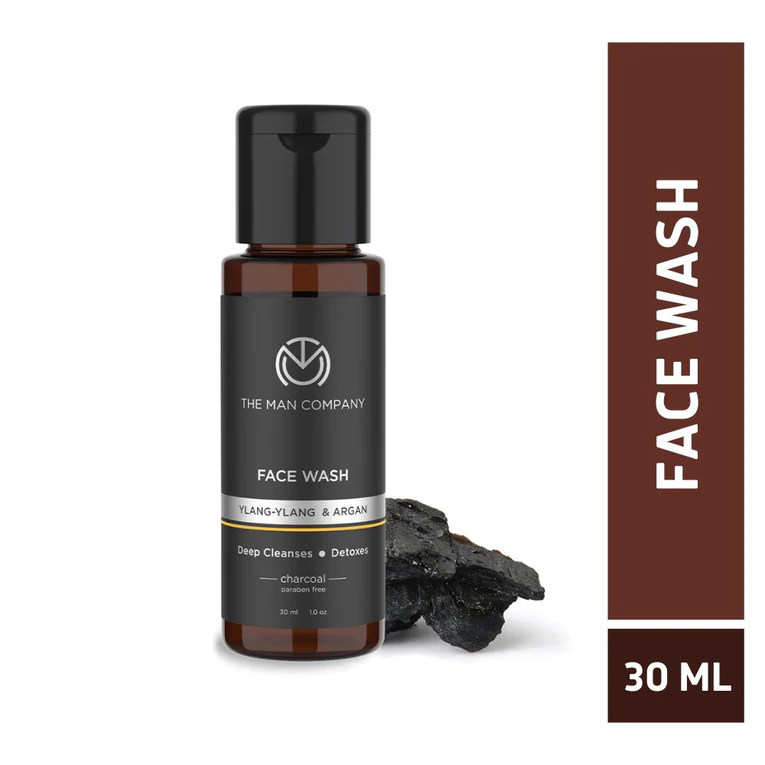 THE MAN COMPANY
FACE WASH
YLANG-YLANG & ARGAN
Deep Cleanses ● Detoxes
charcoal
paraben free
30 ml 1.0 oz
FACE WASH
30 ML